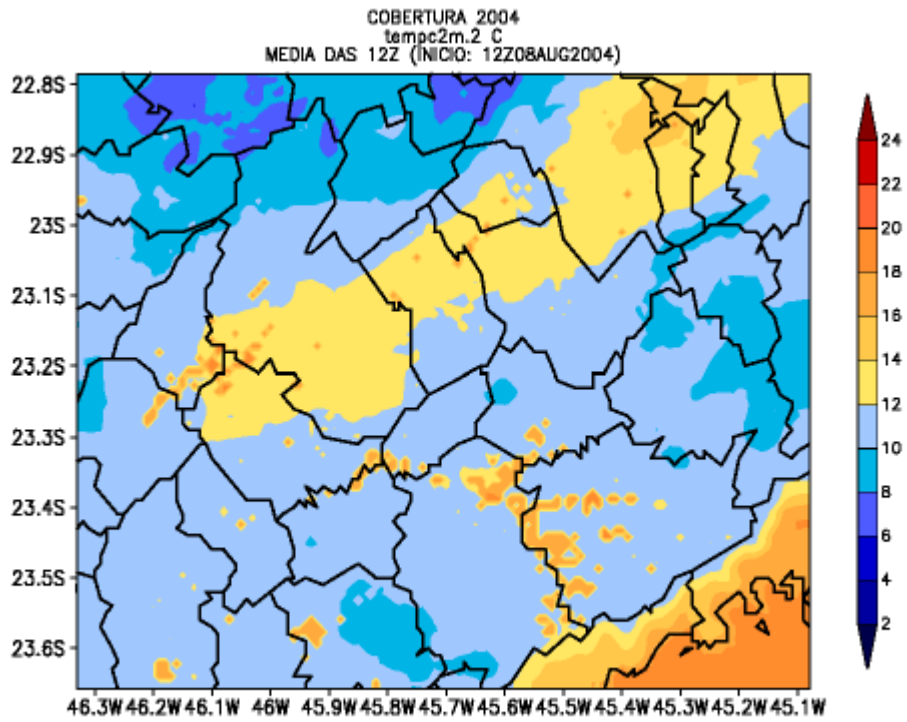 COBERTURA 2004
tempc2m.2 C
MEDIA DAS 12Z (INICIO: 12Z08AUG2004)
22.8S
22.9S
23S
23.1S
23.2S
23.3S
23.4S
23.5S
23.6S
46.3W 46.2W 46.1W 46W 45.9W 45.8W 45.7W 45.6W 45.5W 45.4W 45.3W 45.2W 45.1W
24
22
20
18
16
14
12
10
8
6
4
2